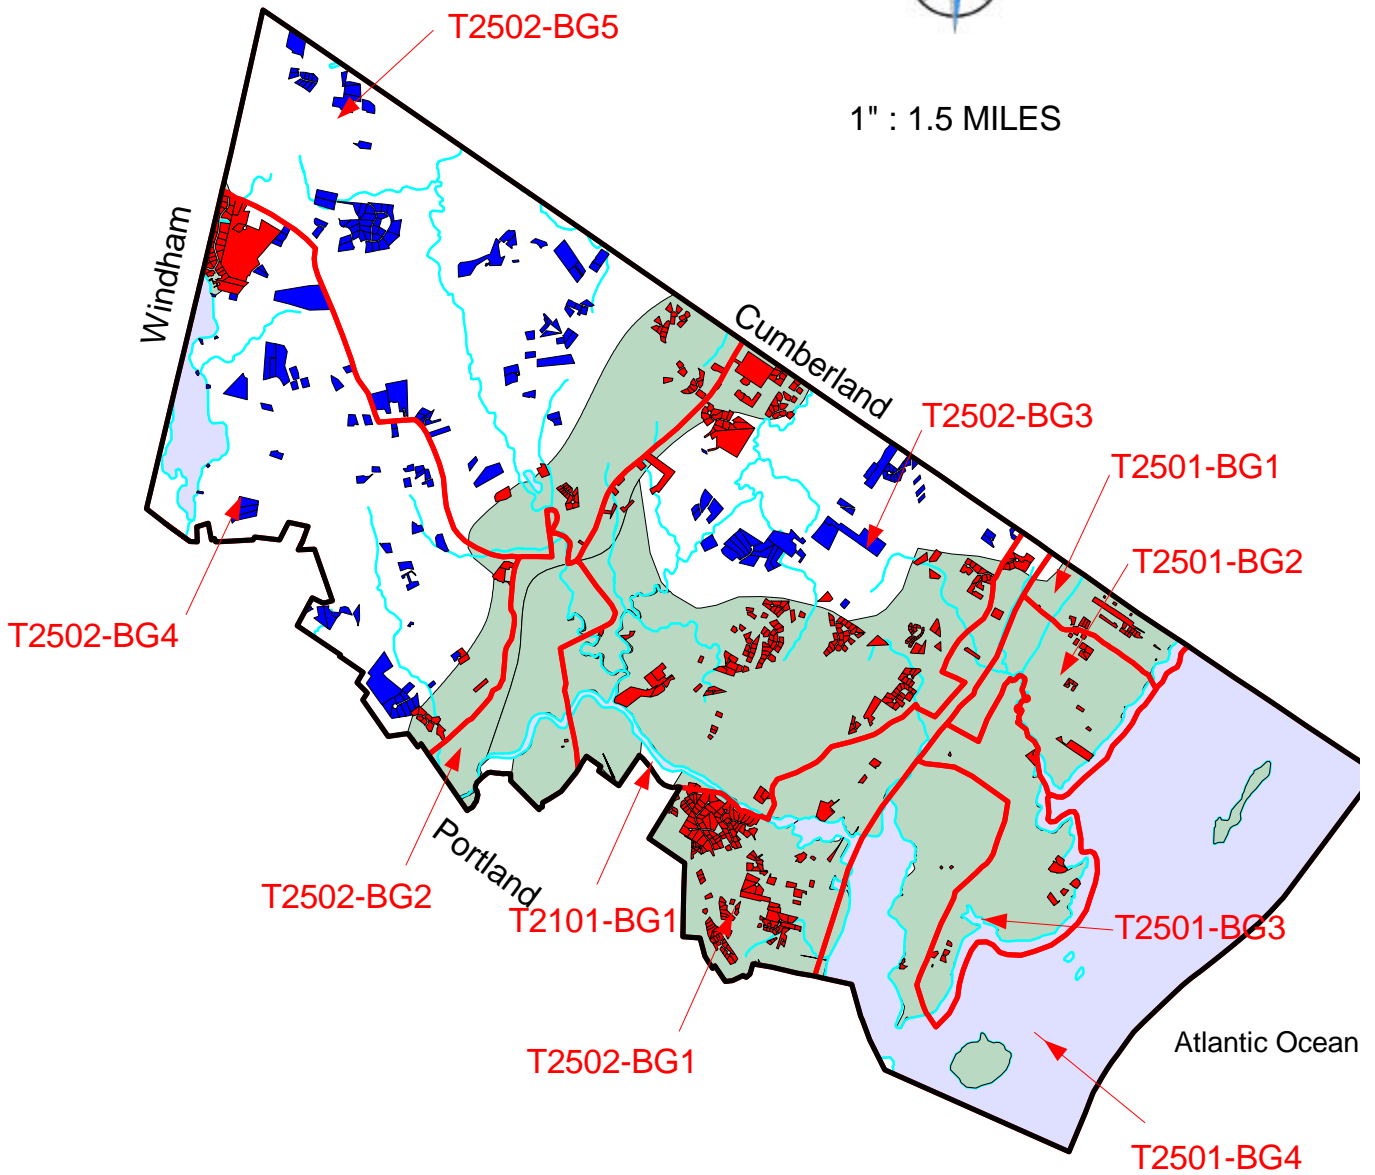 T2502-BG5
1" : 1.5 MILES
Windham
Cumberland
T2502-BG3
T2501-BG1
T2501-BG2
T2502-BG4
Portland
T2502-BG2
T2101-BG1
T2501-BG3
T2502-BG1
Atlantic Ocean
T2501-BG4